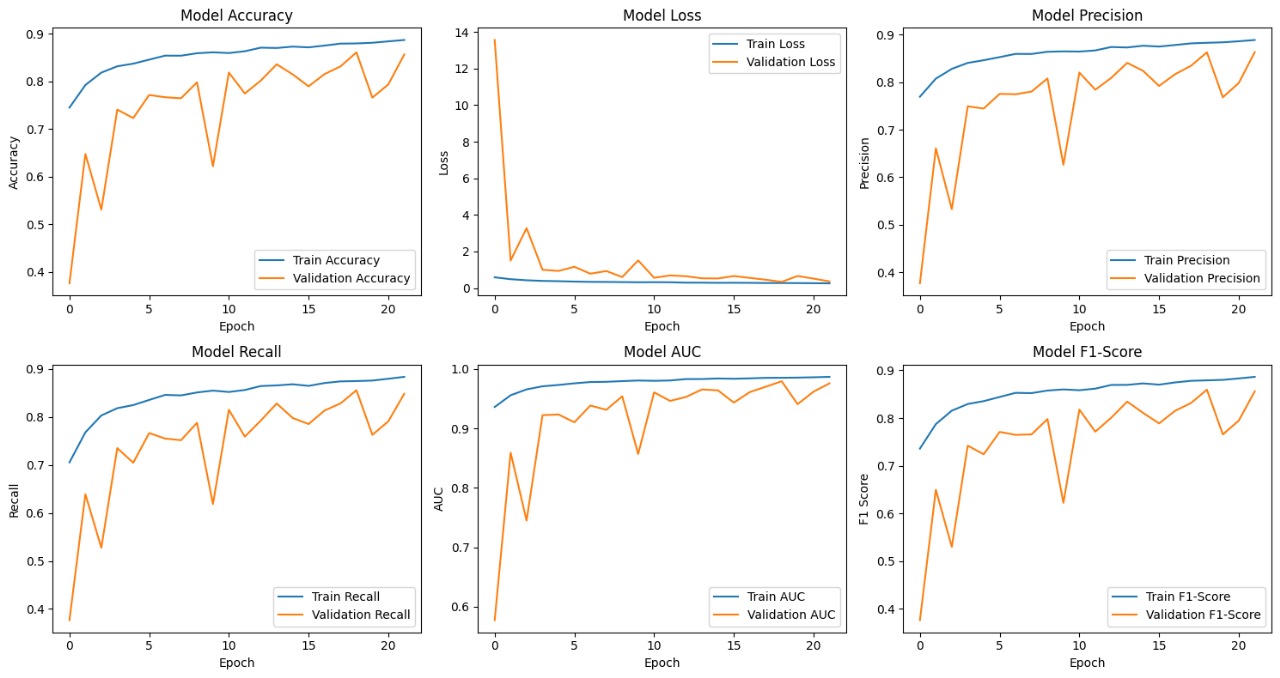 Model Accuracy
0.9
0.8
0.7
0.6
0.5
0.4
Accuracy
Train Accuracy
Validation Accuracy
0 5 10 15 20
Epoch
Model Loss
14
12
10
8
6
4
2
0
Loss
Train Loss
Validation Loss
0 5 10 15 20
Epoch
Model Precision
0.9
0.8
0.7
0.6
0.5
0.4
Precision
Train Precision
Validation Precision
0 5 10 15 20
Epoch
Model Recall
0.9
0.8
0.7
0.6
0.5
0.4
Recall
Train Recall
Validation Recall
0 5 10 15 20
Epoch
Model AUC
1.0
0.9
0.8
0.7
0.6
AUC
Train AUC
Validation AUC
0 5 10 15 20
Epoch
Model F1-Score
0.9
0.8
0.7
0.6
0.5
0.4
F1 Score
Train F1-Score
Validation F1-Score
0 5 10 15 20
Epoch